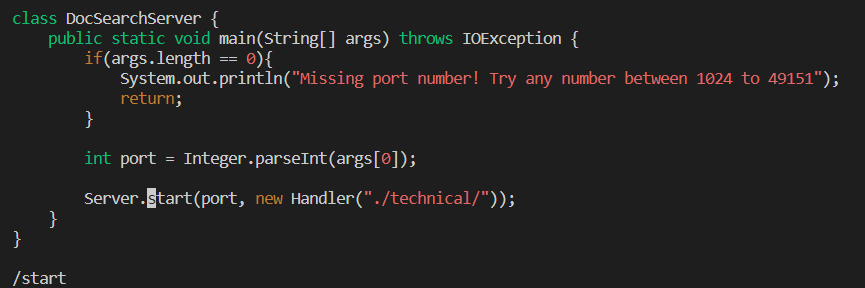 class DocSearchServer {
    public static void main(String[] args) throws IOException {
        if(args.length == 0){
            System.out.println("Missing port number! Try any number between 1024 to 49151");
            return;
        }

        int port = Integer.parseInt(args[0]);

        Server.start(port, new Handler("./technical/"));
    }
}

/start